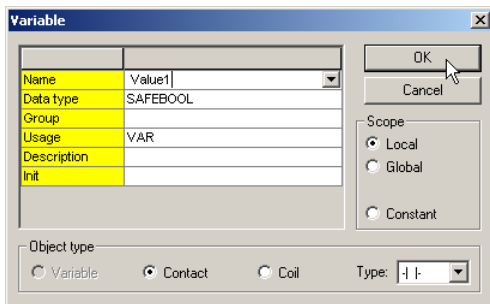 Variable
OK
Name Value1
Cancel
Data type SAFEBOOL
Group
Scope
Usage VAR
Local
Description
Global
Init
Constant
Object type
Variable Contact Coil Type: -| |-